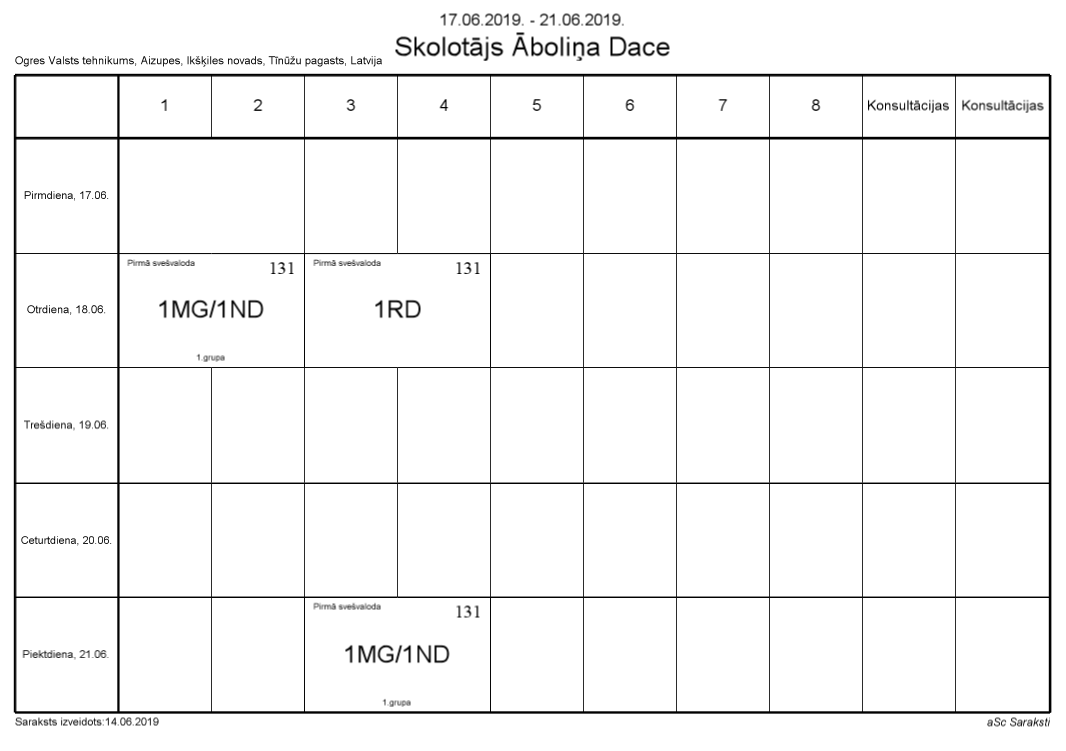 17.06.2019. - 21.06.2019.
Skolotājs Āboliņa Dace
Ogres Valsts tehnikums, Aizupes, Ikšķiles novads, Tīnūžu pagasts, Latvija
1 2 3 4 5 6 7 8 Konsultācijas Konsultācijas
Pirmdiena, 17.06.
Pirmā svešvaloda 131 Pirmā svešvaloda 131
Otrdiena, 18.06. 1MG/1ND 1RD
1.grupa
Trešdiena, 19.06.
Ceturtdiena, 20.06.
Pirmā svešvaloda 131
Piektdiena, 21.06. 1MG/1ND
1.grupa
Saraksts izveidots:14.06.2019 aSc Saraksti